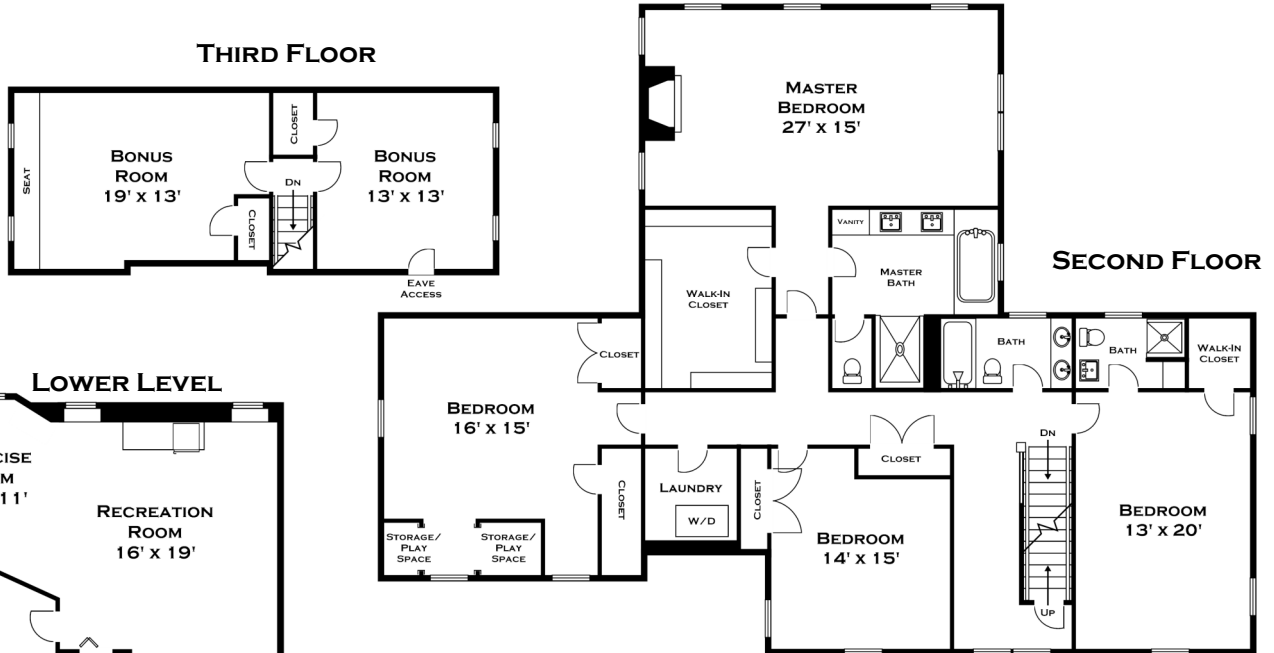 THIRD FLOOR
SEAT
BONUS
ROOM
19' X 13'
CLOSET
DN
CLOSET
BONUS
ROOM
13' X 13'
EAVE
ACCESS
LOWER LEVEL
11'
RECREATION
ROOM
16' X 19'
SECOND FLOOR
MASTER
BEDROOM
27' X 15'
WALK-IN
CLOSET
VANITY
MASTER
BATH
BATH
BATH
WALK-IN
CLOSET
CLOSET
BEDROOM
16' X 15'
CLOSET
STORAGE/
PLAY
SPACE
STORAGE/
PLAY
SPACE
LAUNDRY
W/D
CLOSET
CLOSET
BEDROOM
14' X 15'
DN
UP
BEDROOM
13' X 20'